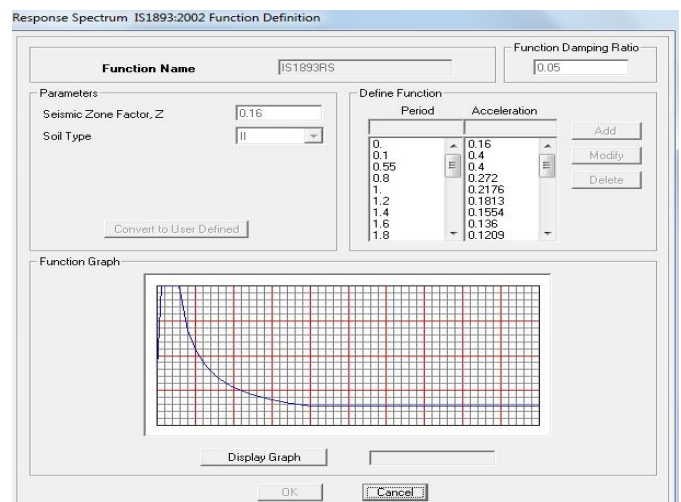 Response Spectrum IS1893:2002 Function Definition
Function Name
IS1893RS
Function Damping Ratio
0.05
Parameters
Seismic Zone Factor, Z
0.16
Soil Type
II
Convert to User Defined
Define Function
Period Acceleration
0. 0.16
0.1 0.4
0.55 0.4
0.8 0.272
1. 0.2176
1.2 0.1813
1.4 0.1554
1.6 0.136
1.8 0.1209
Add
Modify
Delete
Function Graph
Display Graph
OK
Cancel